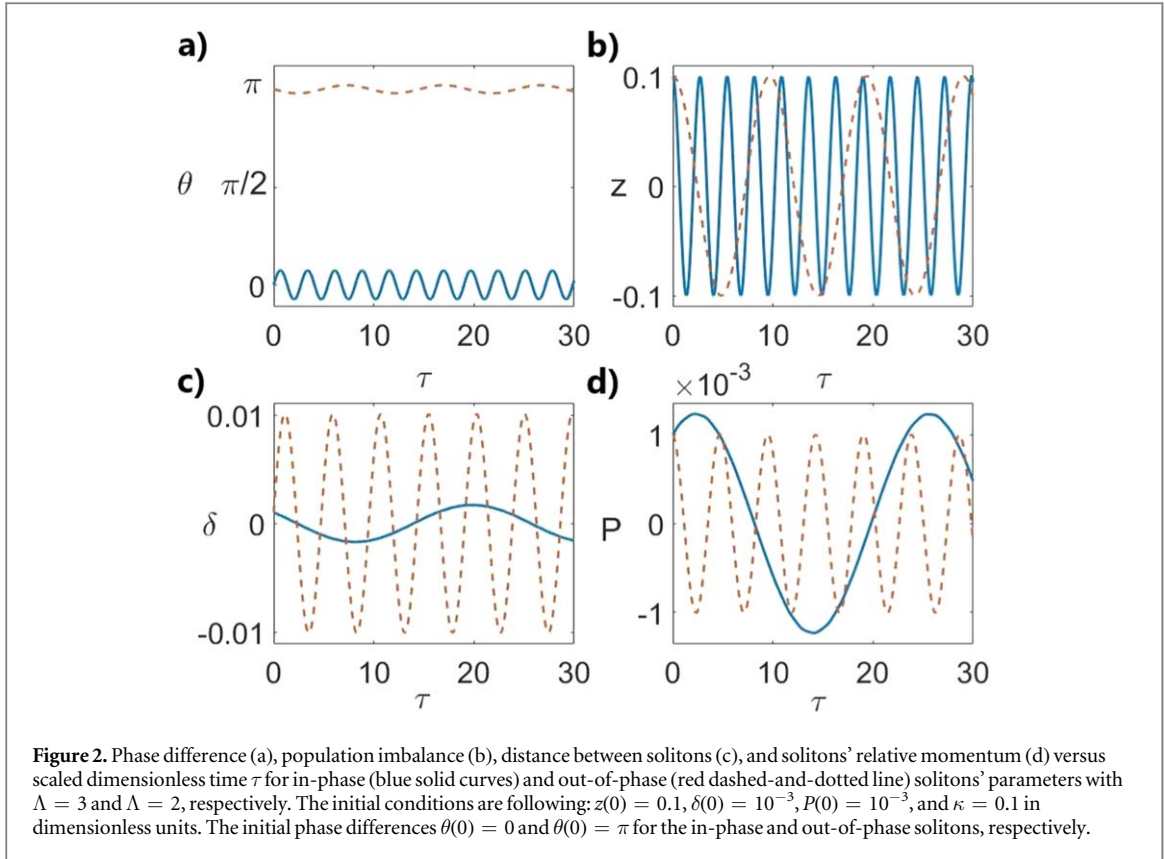 a)
π
θ π/2
0
0 10 20 30
τ
b)
0.1
z 0
-0.1
0 10 20 30
τ
c)
0.01
δ 0
-0.01
0 10 20 30
τ
d)
×10⁻³
1
P 0
-1
0 10 20 30
τ
Figure 2. Phase difference (a), population imbalance (b), distance between solitons (c), and solitons' relative momentum (d) versus
scaled dimensionless time τ for in-phase (blue solid curves) and out-of-phase (red dashed-and-dotted line) solitons' parameters with
Λ = 3 and Λ = 2, respectively. The initial conditions are following: z(0) = 0.1, δ(0) = 10⁻³, P(0) = 10⁻³, and κ = 0.1 in
dimensionless units. The initial phase differences θ(0) = 0 and θ(0) = π for the in-phase and out-of-phase solitons, respectively.